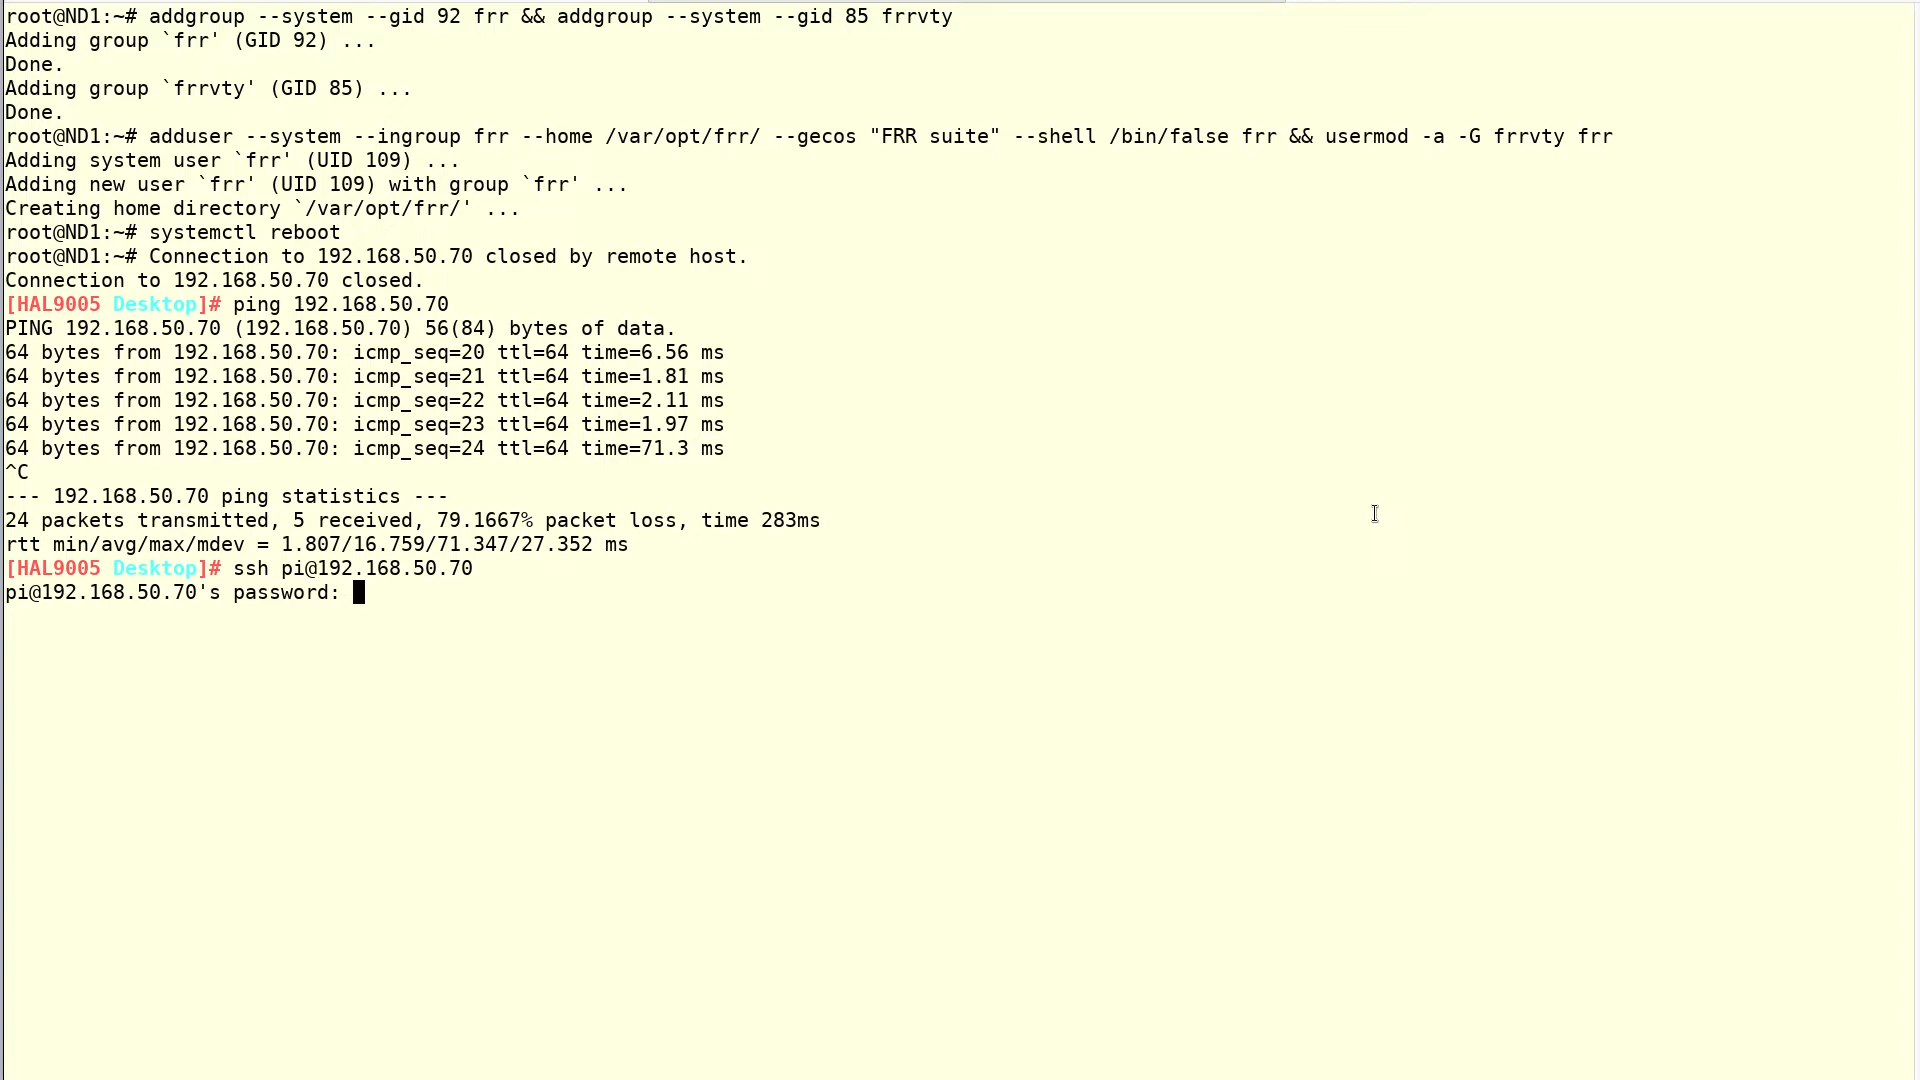 root@ND1:~# addgroup --system --gid 92 frr && addgroup --system --gid 85 frrvty
Adding group `frr' (GID 92) ...
Done.
Adding group `frrvty' (GID 85) ...
Done.
root@ND1:~# adduser --system --ingroup frr --home /var/opt/frr/ --gecos "FRR suite" --shell /bin/false frr && usermod -a -G frrvty frr
Adding system user `frr' (UID 109) ...
Adding new user `frr' (UID 109) with group `frr' ...
Creating home directory `/var/opt/frr/' ...
root@ND1:~# systemctl reboot
root@ND1:~# Connection to 192.168.50.70 closed by remote host.
Connection to 192.168.50.70 closed.
[HAL9005 Desktop]# ping 192.168.50.70
PING 192.168.50.70 (192.168.50.70) 56(84) bytes of data.
64 bytes from 192.168.50.70: icmp_seq=20 ttl=64 time=6.56 ms
64 bytes from 192.168.50.70: icmp_seq=21 ttl=64 time=1.81 ms
64 bytes from 192.168.50.70: icmp_seq=22 ttl=64 time=2.11 ms
64 bytes from 192.168.50.70: icmp_seq=23 ttl=64 time=1.97 ms
64 bytes from 192.168.50.70: icmp_seq=24 ttl=64 time=71.3 ms
^C
--- 192.168.50.70 ping statistics ---
24 packets transmitted, 5 received, 79.1667% packet loss, time 283ms
rtt min/avg/max/mdev = 1.807/16.759/71.347/27.352 ms
[HAL9005 Desktop]# ssh pi@192.168.50.70
pi@192.168.50.70's password: